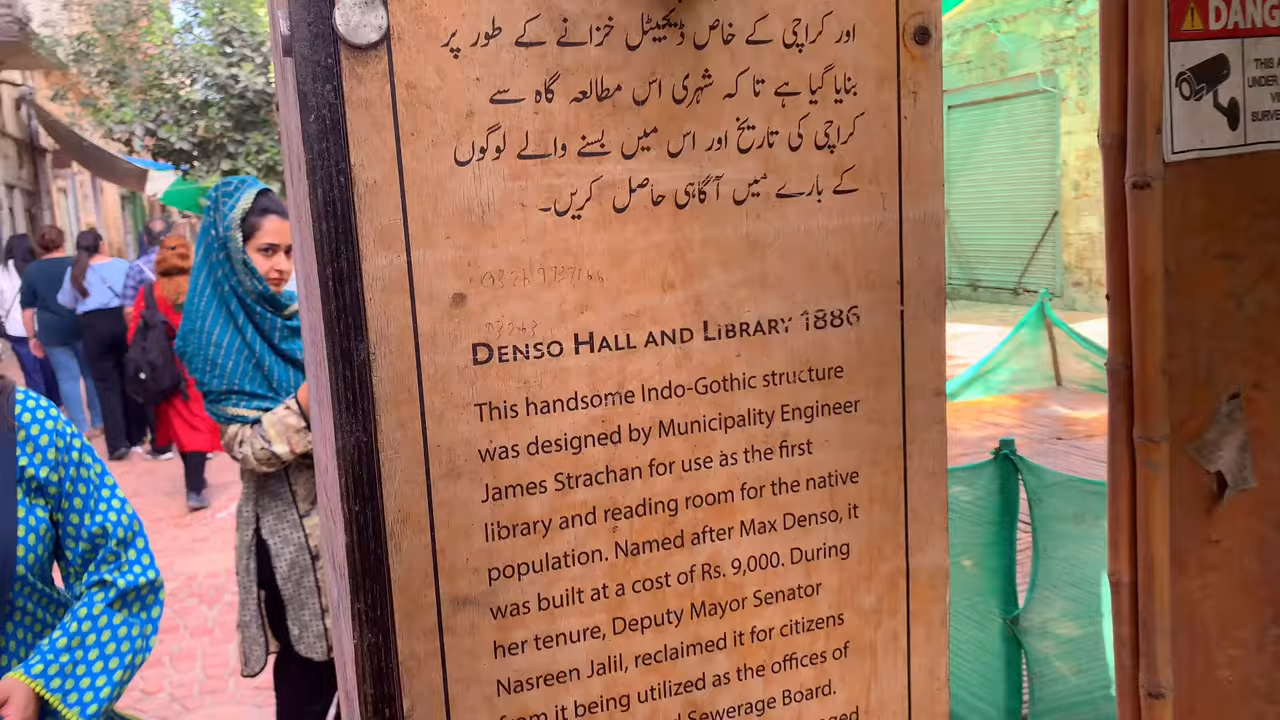 اور کراچی کے خاص ڈیجیٹل خزانے کے طور پر
بنایا گیا ہے تا کہ شہری اس مطالعہ گاہ سے
کراچی کی تاریخ اور اس میں بسنے والے لوگوں
کے بارے میں آگاہی حاصل کریں۔
03243
DENSO HALL AND LIBRARY 1886
This handsome Indo-Gothic structure
was designed by Municipality Engineer
James Strachan for use as the first
library and reading room for the native
population. Named after Max Denso, it
was built at a cost of Rs. 9,000. During
her tenure, Deputy Mayor Senator
Nasreen Jalil, reclaimed it for citizens
from it being utilized as the offices of
Sewerage Board.
DANG
THIS A
UNDER
SURVE